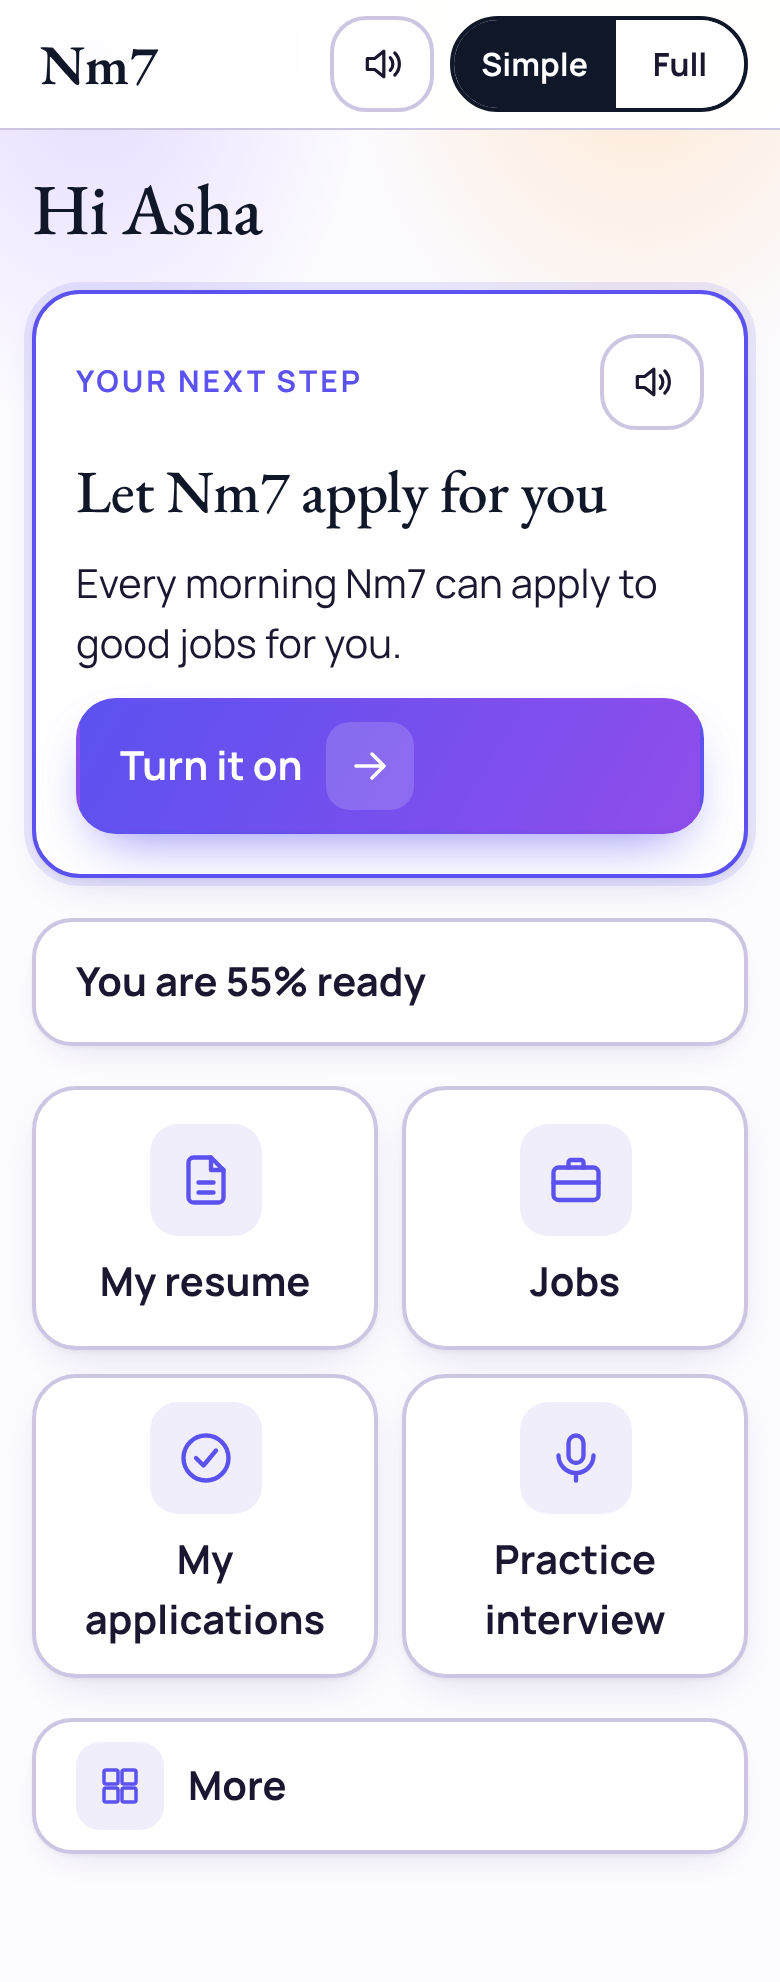 Nm7
Simple
Full
Hi Asha
YOUR NEXT STEP
Let Nm7 apply for you
Every morning Nm7 can apply to
good jobs for you.
Turn it on
You are 55% ready
My resume
Jobs
My
applications
Practice
interview
More